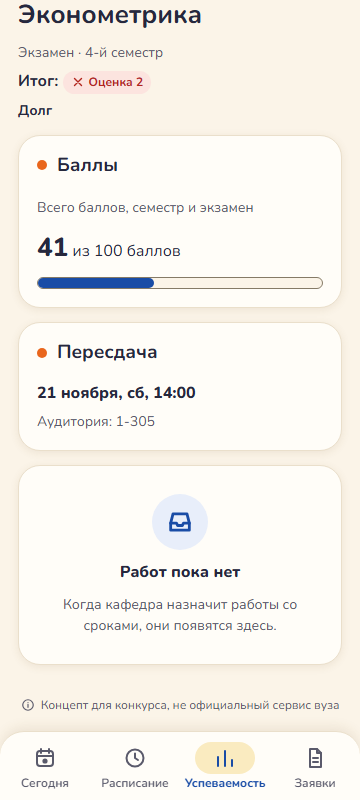 Эконометрика
Экзамен · 4-й семестр
Итог: × Оценка 2
Долг
Баллы
Всего баллов, семестр и экзамен
41 из 100 баллов
Пересдача
21 ноября, сб, 14:00
Аудитория: 1-305
Работ пока нет
Когда кафедра назначит работы со
сроками, они появятся здесь.
Концепт для конкурса, не официальный сервис вуза
Сегодня Расписание Успеваемость Заявки